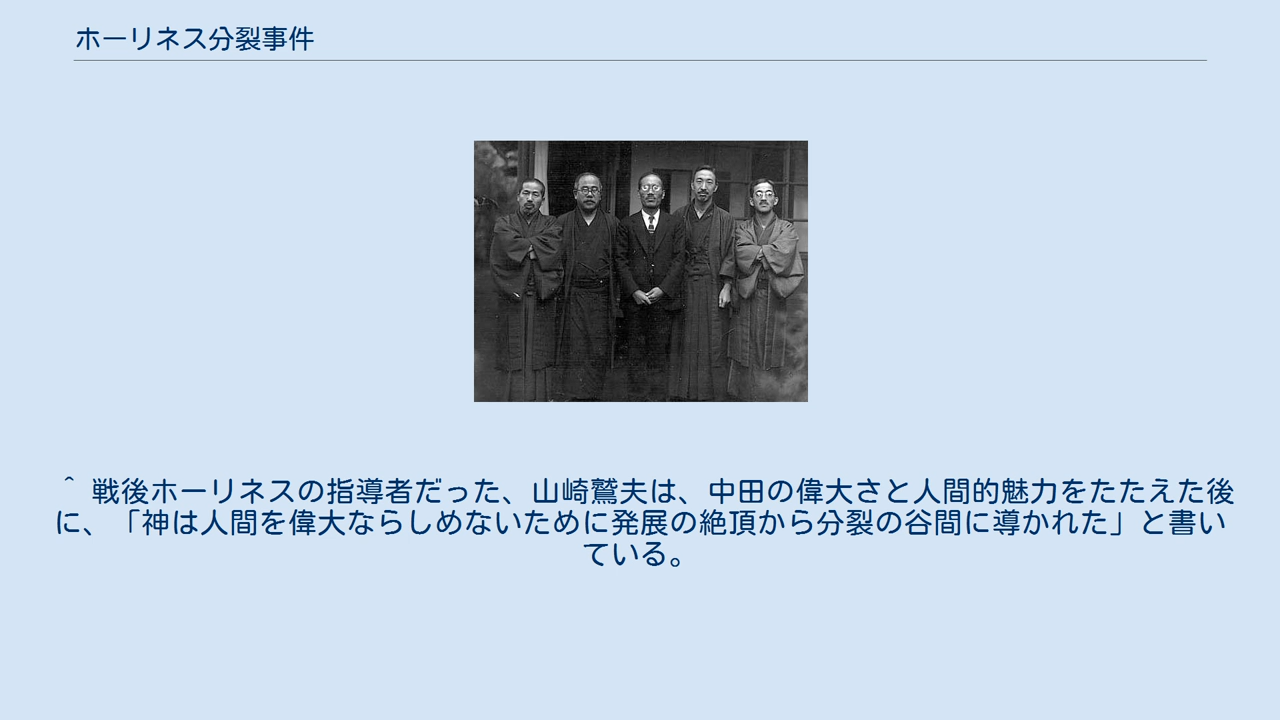 ホーリネス分裂事件
^ 戦後ホーリネスの指導者だった、山崎鷲夫は、中田の偉大さと人間的魅力をたたえた後
に、「神は人間を偉大ならしめないために発展の絶頂から分裂の谷間に導かれた」と書い
ている。